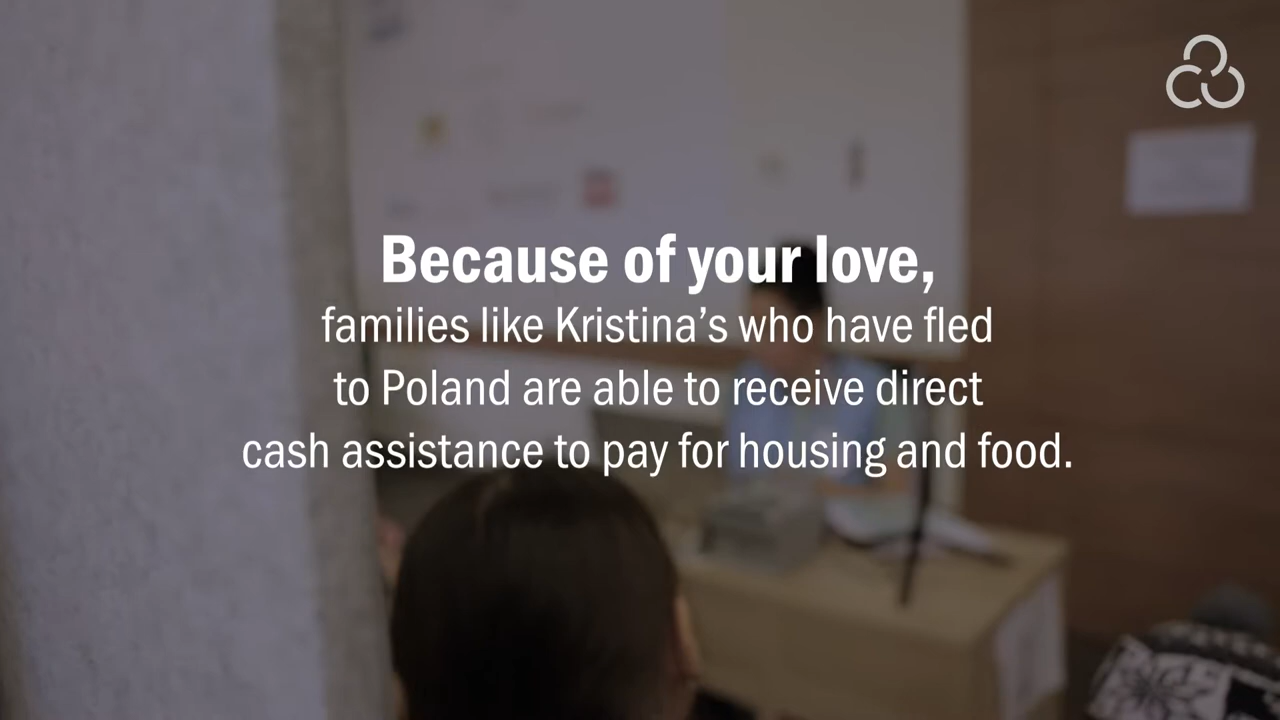 Because of your love,
families like Kristina’s who have fled
to Poland are able to receive direct
cash assistance to pay for housing and food.